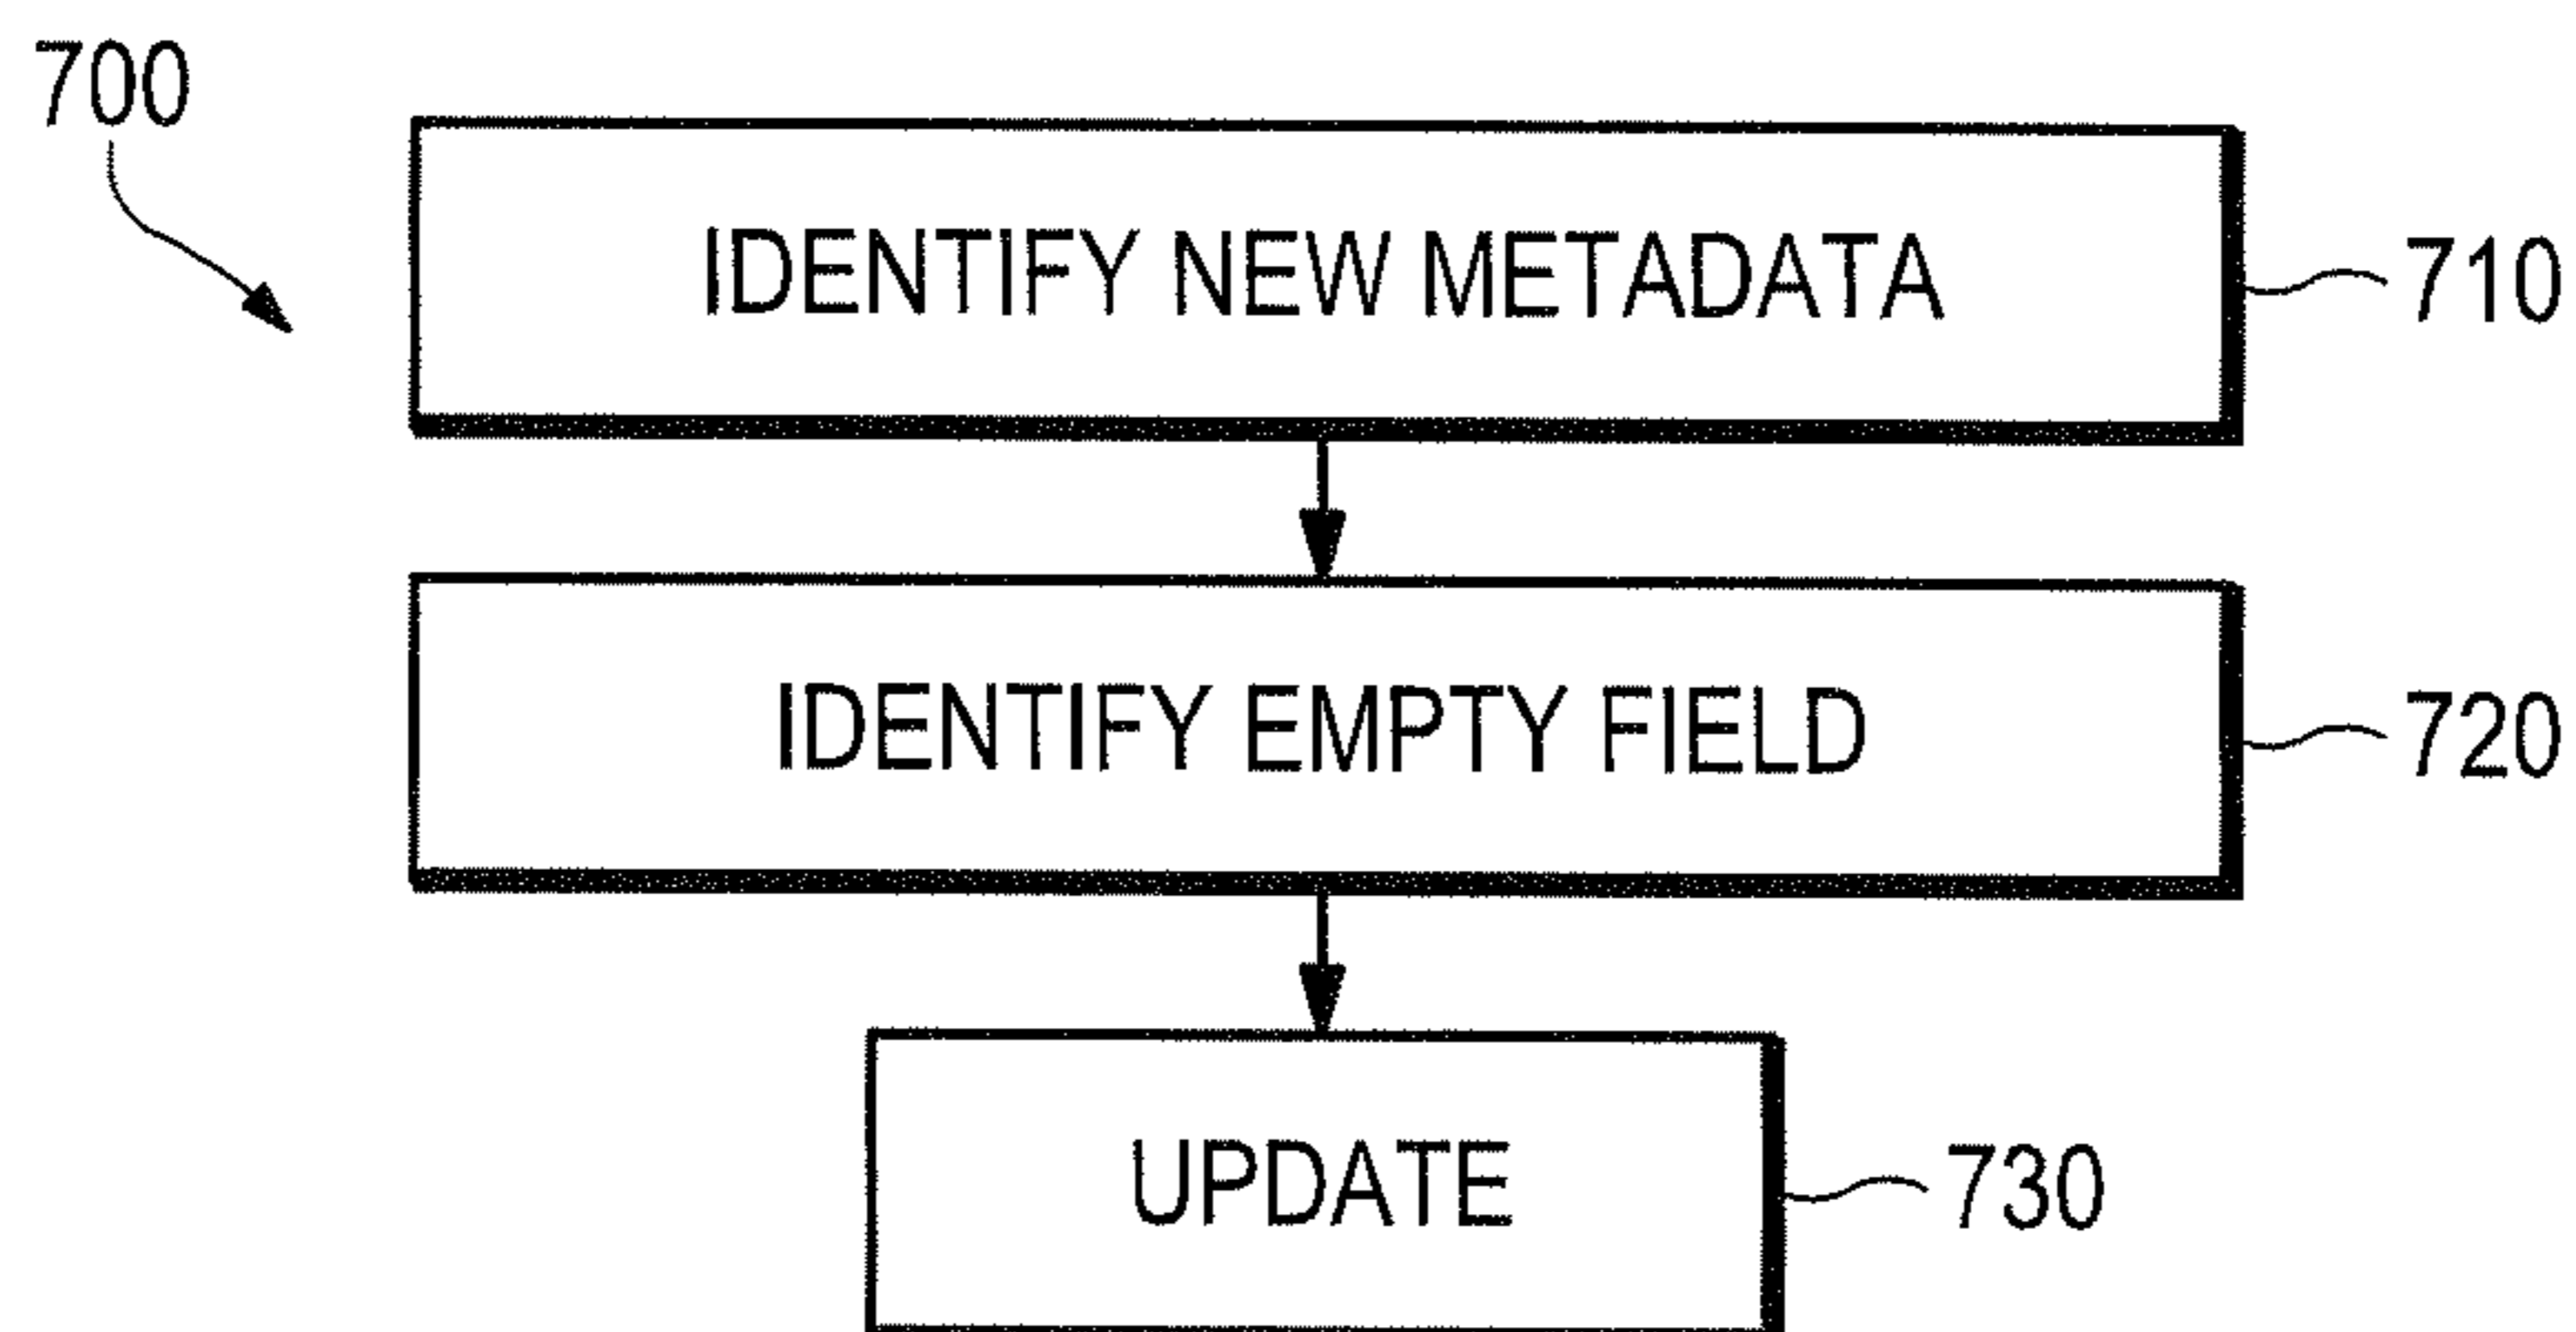 700
IDENTIFY NEW METADATA
710
IDENTIFY EMPTY FIELD
720
UPDATE
730